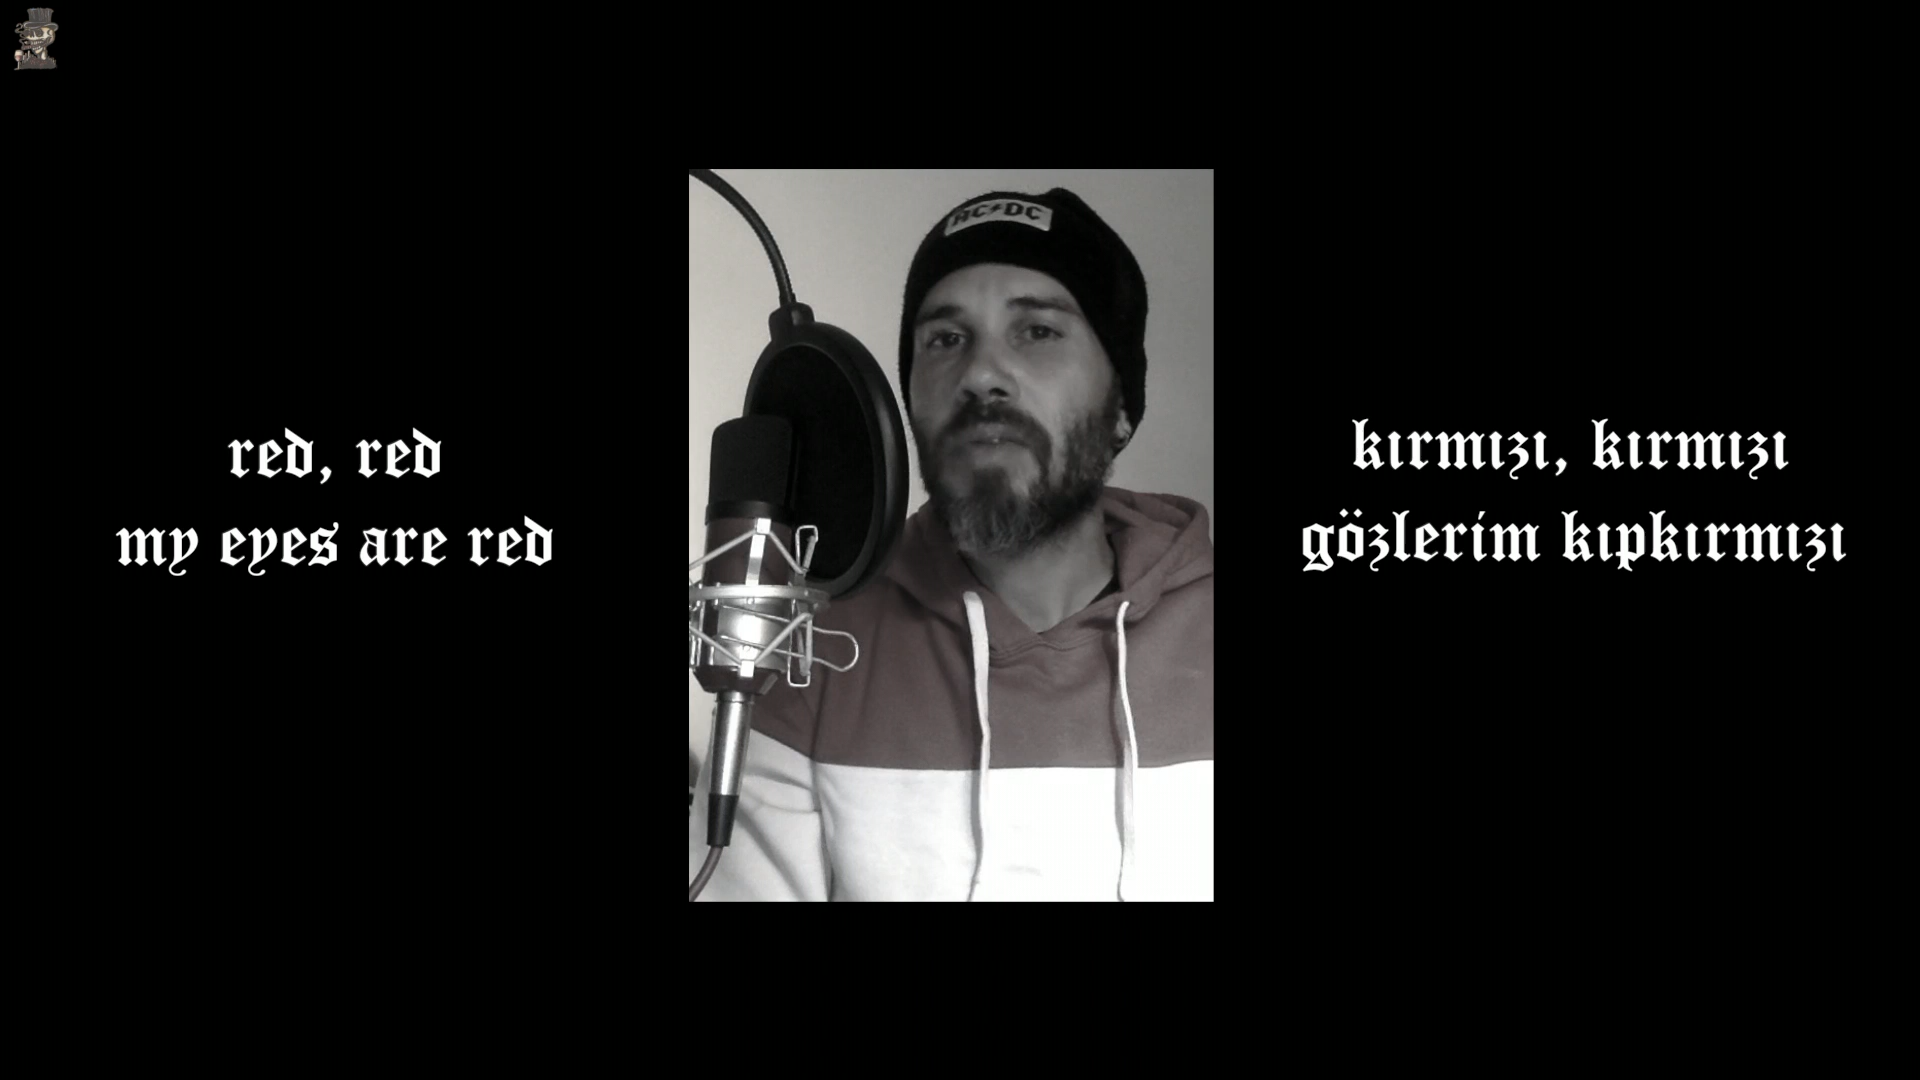 red, red
my eyes are red
AC⚡DC
kırmızı, kırmızı
gözlerim kıpkırmızı